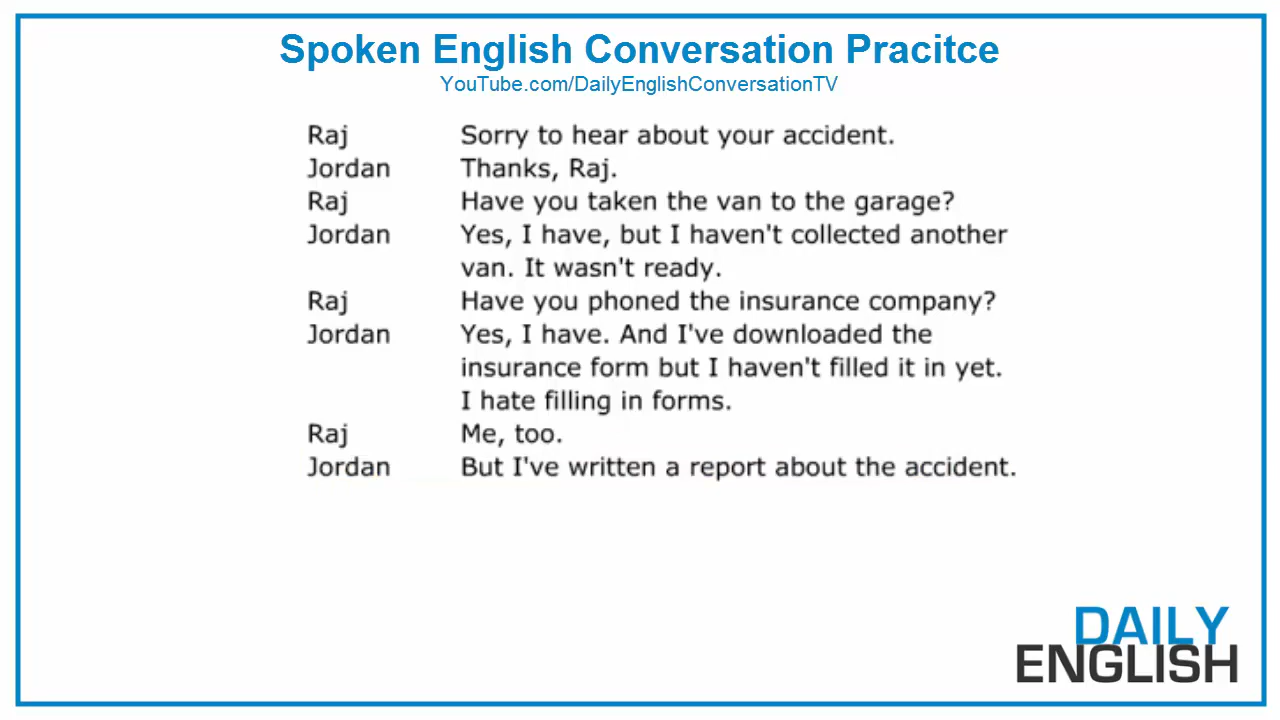 Spoken English Conversation Pracitce
YouTube.com/DailyEnglishConversationTV
Raj Sorry to hear about your accident.
Jordan Thanks, Raj.
Raj Have you taken the van to the garage?
Jordan Yes, I have, but I haven't collected another
van. It wasn't ready.
Raj Have you phoned the insurance company?
Jordan Yes, I have. And I've downloaded the
insurance form but I haven't filled it in yet.
I hate filling in forms.
Raj Me, too.
Jordan But I've written a report about the accident.
DAILY
ENGLISH